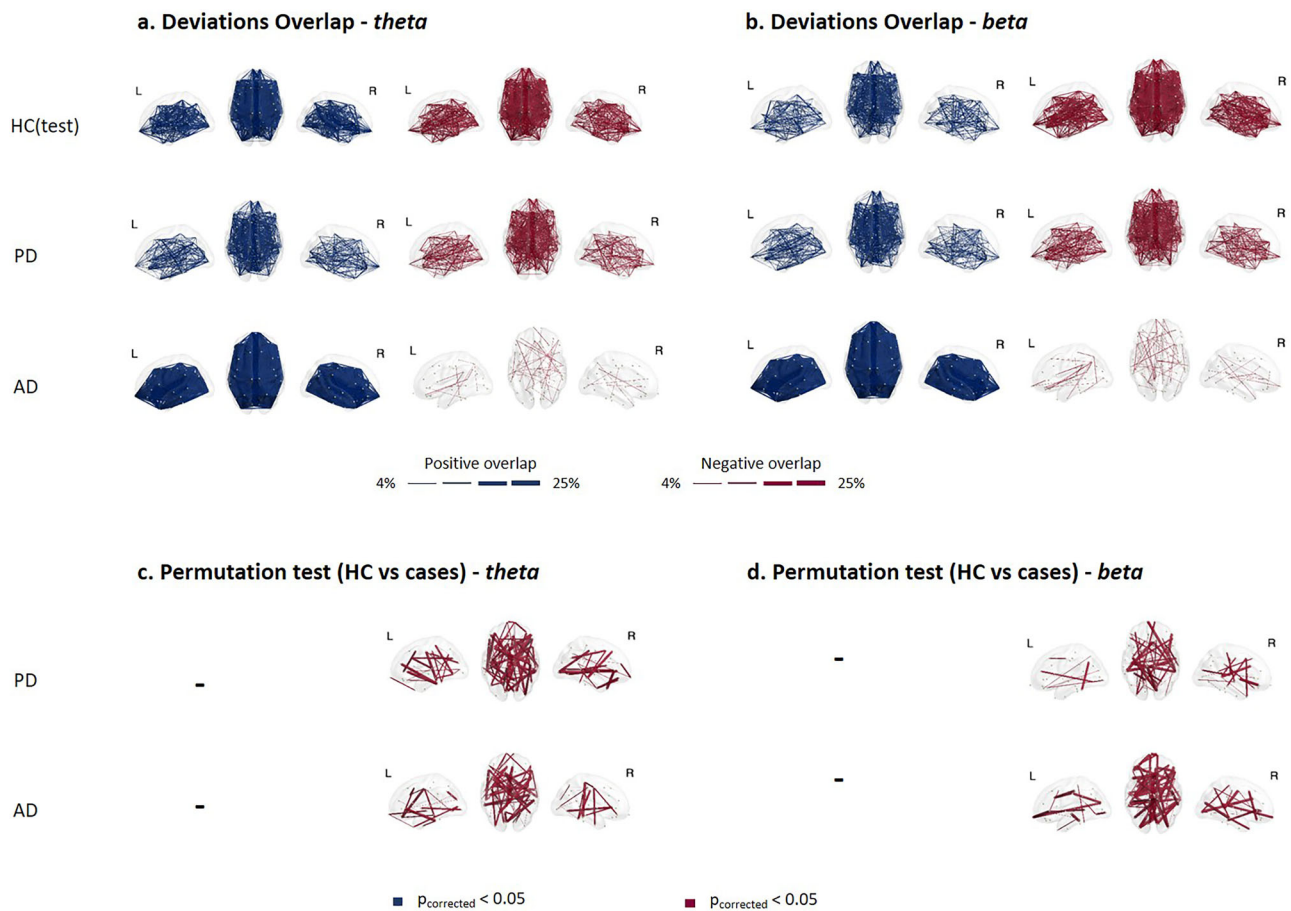 a. Deviations Overlap - theta
b. Deviations Overlap - beta
HC(test)
L R L R
L R L R
PD
L R L R
L R L R
AD
L R L R
L R L R
Positive overlap
4% 25%
Negative overlap
4% 25%
c. Permutation test (HC vs cases) - theta
d. Permutation test (HC vs cases) - beta
PD
- L R
- L R
AD
- L R
- L R
pcorrected < 0.05
pcorrected < 0.05